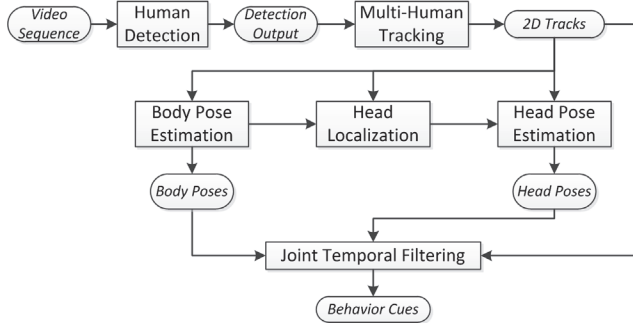 Video
Sequence
Human
Detection
Detection
Output
Multi-Human
Tracking
2D Tracks
Body Pose
Estimation
Head
Localization
Head Pose
Estimation
Body Poses
Head Poses
Joint Temporal Filtering
Behavior Cues